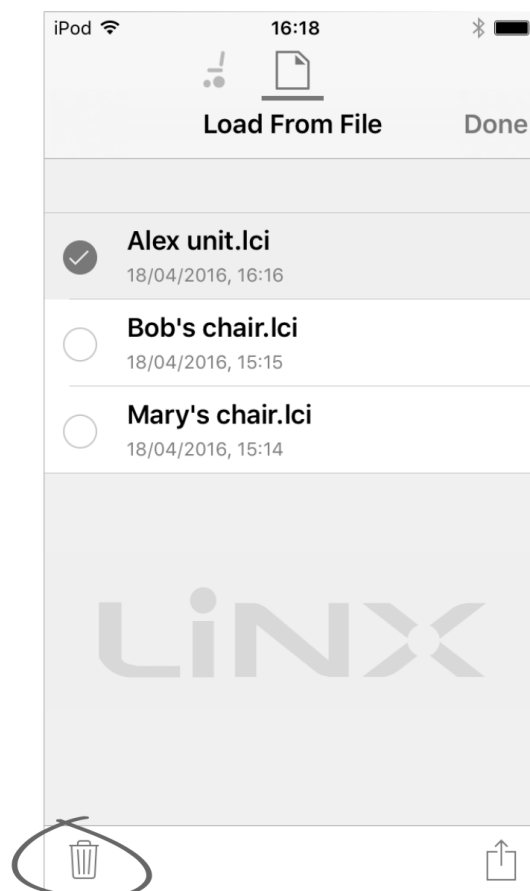 iPod 16:18
Load From File Done
Alex unit.lci
18/04/2016, 16:16
Bob's chair.lci
18/04/2016, 15:15
Mary's chair.lci
18/04/2016, 15:14
LiNX